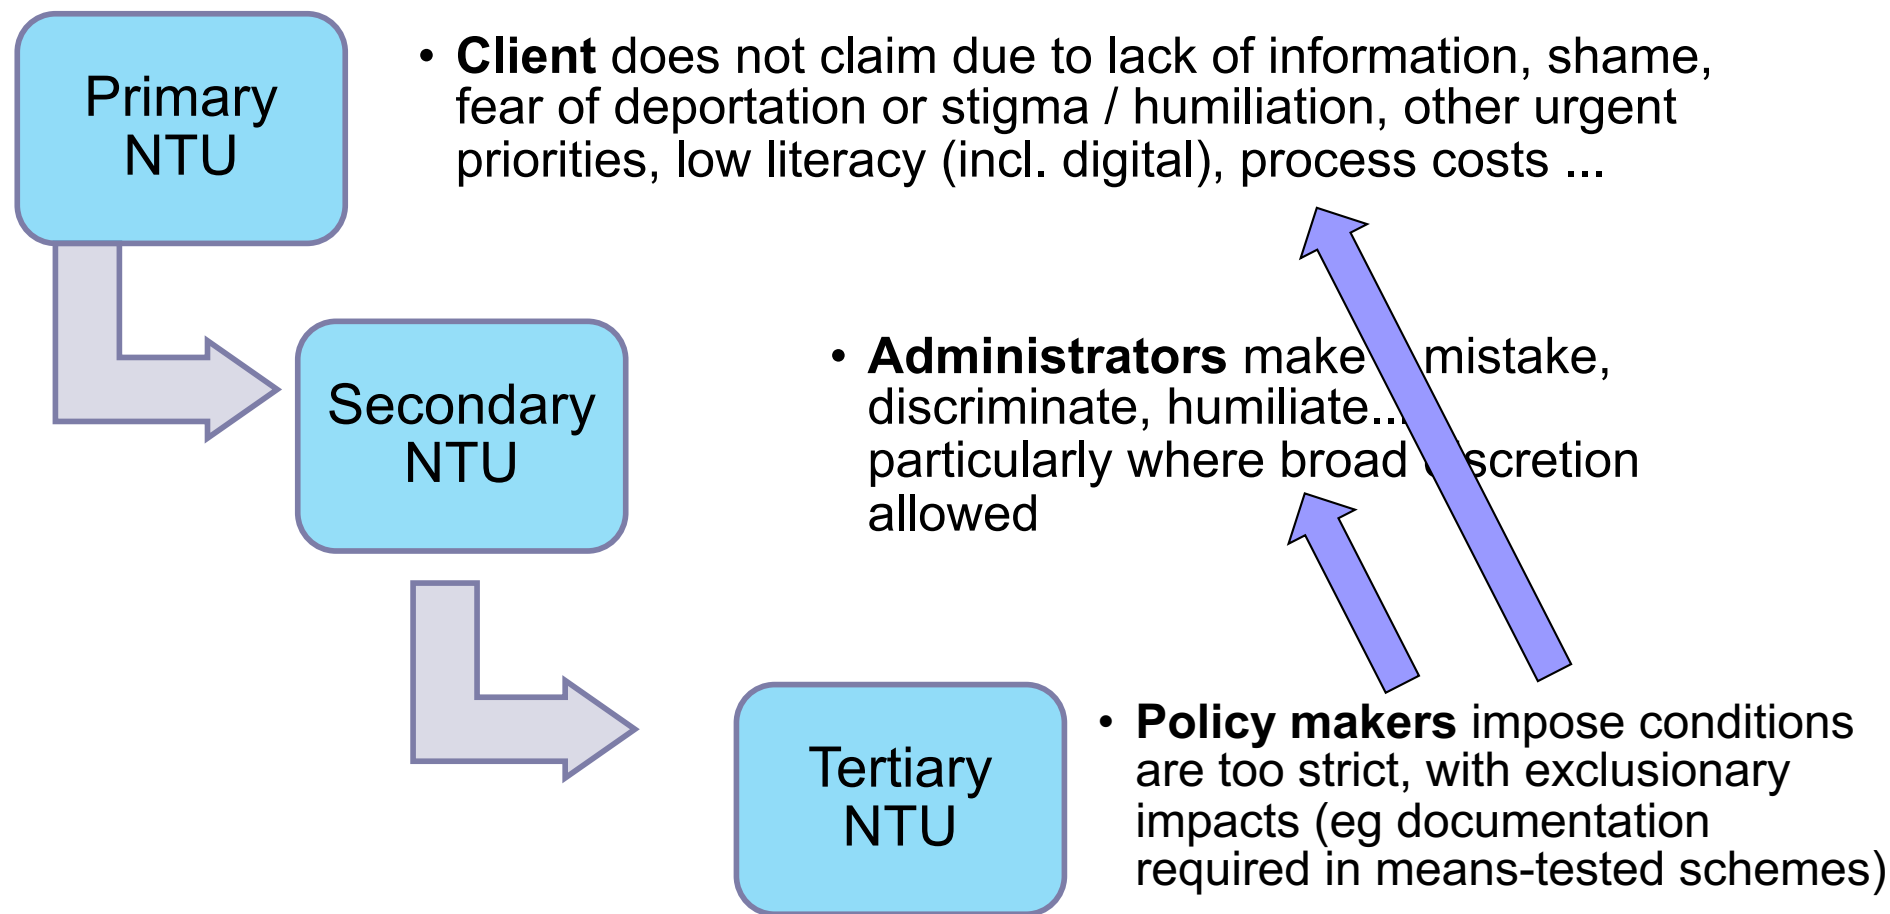 Primary
NTU
• Client does not claim due to lack of information, shame,
fear of deportation or stigma / humiliation, other urgent
priorities, low literacy (incl. digital), process costs ...
Secondary
NTU
• Administrators make mistake,
discriminate, humiliate...
particularly where broad discretion
allowed
Tertiary
NTU
• Policy makers impose conditions
are too strict, with exclusionary
impacts (eg documentation
required in means-tested schemes)